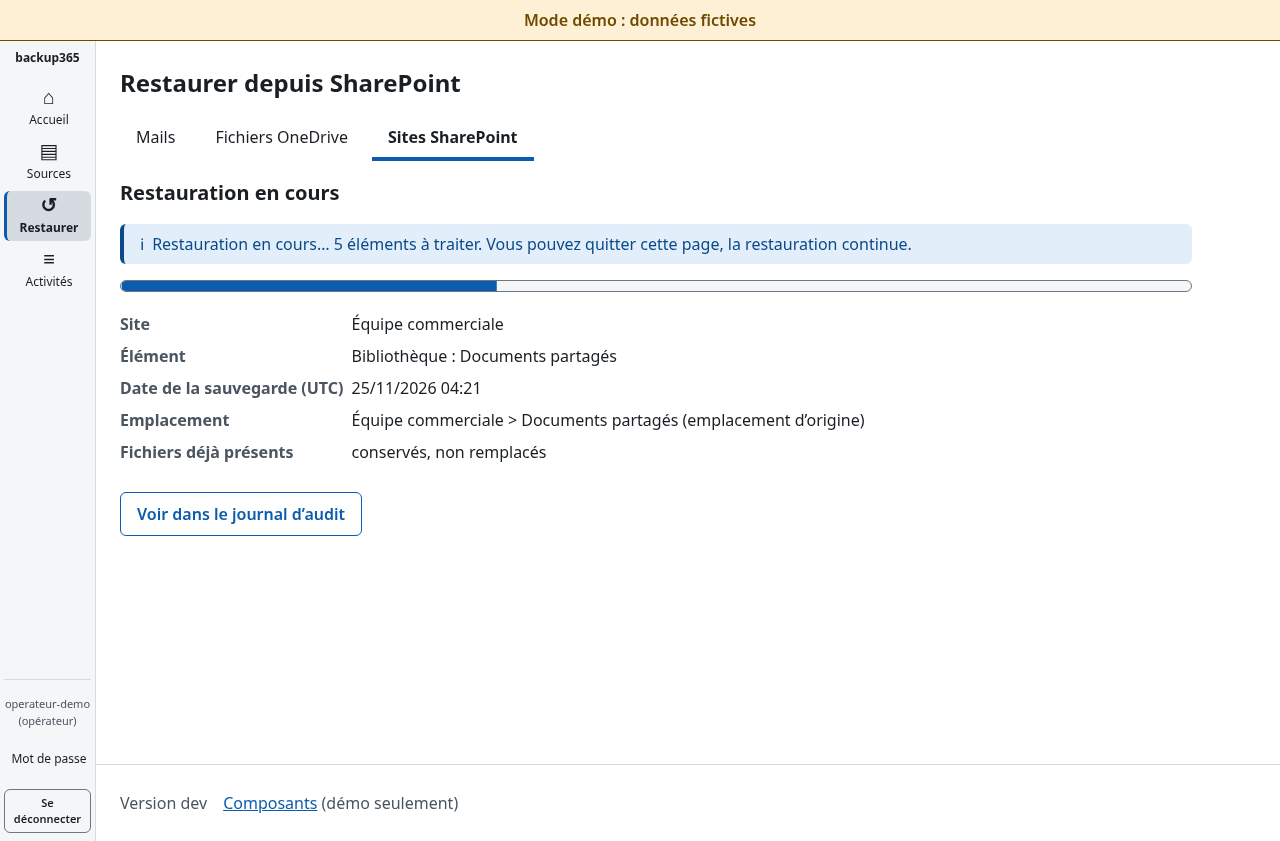 Mode démo : données fictives
backup365
Accueil
Sources
Restaurer
Activités
operateur-demo
(opérateur)
Mot de passe
Se
déconnecter
Restaurer depuis SharePoint
Mails
Fichiers OneDrive
Sites SharePoint
Restauration en cours
i Restauration en cours... 5 éléments à traiter. Vous pouvez quitter cette page, la restauration continue.
Site Équipe commerciale
Élément Bibliothèque : Documents partagés
Date de la sauvegarde (UTC) 25/11/2026 04:21
Emplacement Équipe commerciale > Documents partagés (emplacement d’origine)
Fichiers déjà présents conservés, non remplacés
Voir dans le journal d’audit
Version dev Composants (démo seulement)